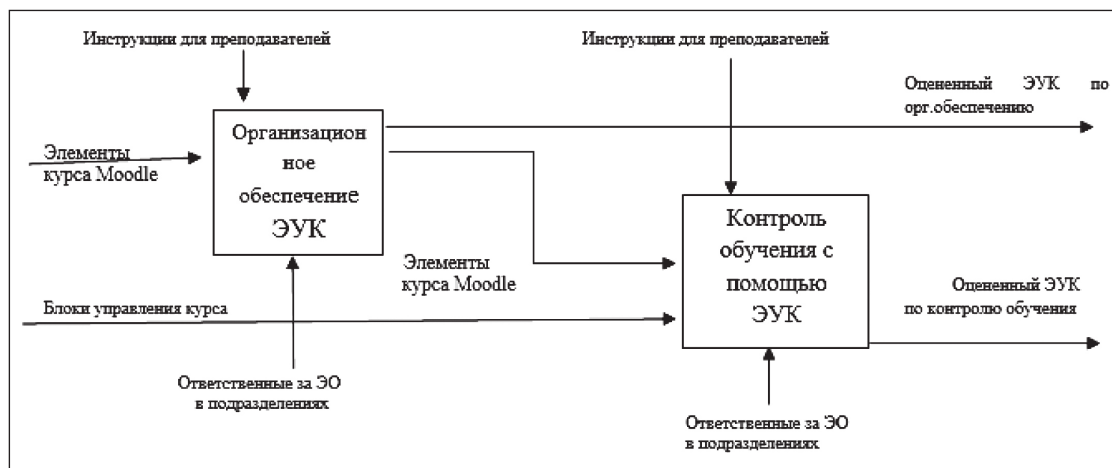 Инструкции для преподавателей
Инструкции для преподавателей
Оцененный ЭУК по
орг.обеспечению
Организацион
ное
обеспечение
ЭУК
Элементы
курса Moodle
Контроль
обучения с
помощью
ЭУК
Элементы
курса Moodle
Блоки управления курса
Оцененный ЭУК
по контролю обучения
Ответственные за ЭО
в подразделениях
Ответственные за ЭО
в подразделениях